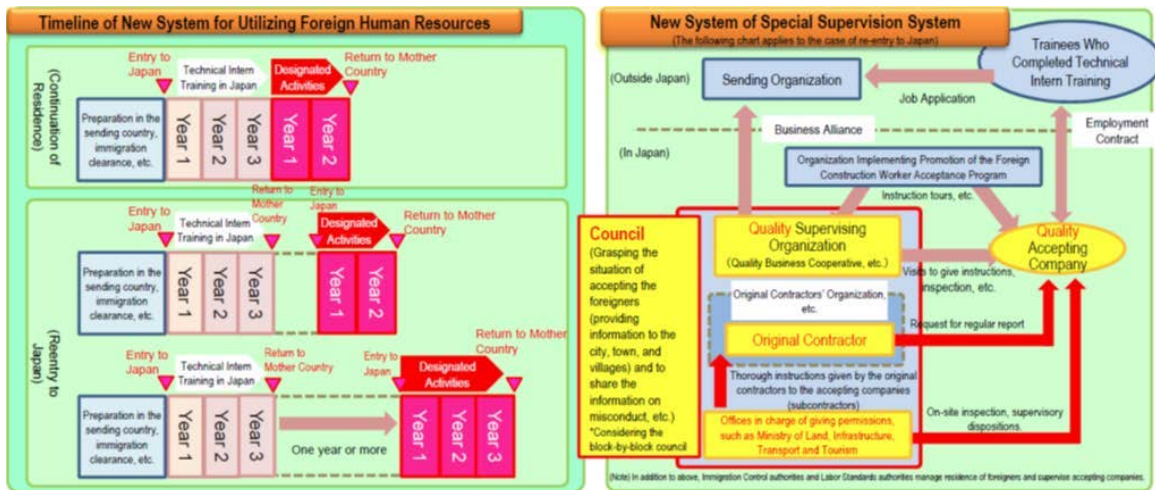 Timeline of New System for Utilizing Foreign Human Resources
(Continuation of
Residence)
Entry to
Japan
Technical Intern
Training in Japan
Designated
Activities
Return to Mother
Country
Preparation in the
sending country,
immigration
clearance, etc.
Year 1
Year 2
Year 3
Year 1
Year 2
(Reentry to
Japan)
Entry to
Japan
Technical Intern
Training in Japan
Return to
Mother
Country
Entry to
Japan
Designated
Activities
Return to Mother
Country
Preparation in the
sending country,
immigration
clearance, etc.
Year 1
Year 2
Year 3
Year 1
Year 2
Entry to
Japan
Technical Intern
Training in Japan
Return to
Mother Country
Entry to
Japan
Designated
Activities
Return to Mother
Country
Preparation in the
sending country,
immigration
clearance, etc.
Year 1
Year 2
Year 3
One year or more
Year 1
Year 2
Year 3
New System of Special Supervision System
(The following chart applies to the case of re-entry to Japan)
Trainees Who
Completed Technical
Intern Training
(Outside Japan)
Sending Organization
Job Application
Business Alliance
Employment
Contract
(In Japan)
Organization Implementing Promotion of the Foreign
Construction Worker Acceptance Program
Instruction tours, etc.
Council
(Grasping the
situation of
accepting the
foreigners
(providing
information to the
city, town, and
villages) and to
share the
information on
misconduct, etc.)
*Considering the
block-by-block council
Quality Supervising
Organization
(Quality Business Cooperative, etc.)
Quality
Accepting
Company
Visits to give instructions,
inspection, etc.
Original Contractors' Organization,
etc.
Original Contractor
Request for regular report
Thorough instructions given by the original
contractors to the accepting companies
(subcontractors)
Offices in charge of giving permissions,
such as Ministry of Land, Infrastructure,
Transport and Tourism
On-site inspection, supervisory
dispositions.
(Note) In addition to above, Immigration Control authorities and Labor Standards authorities manage residence of foreigners and supervise accepting companies.